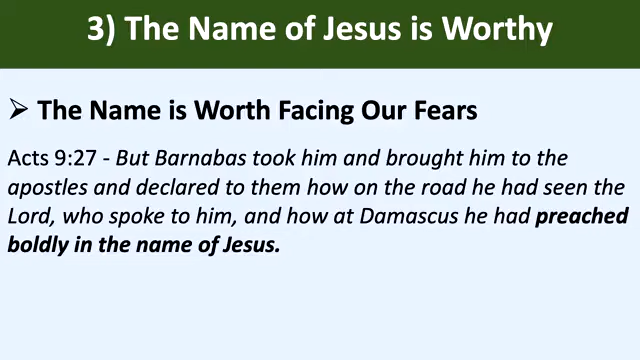 3) The Name of Jesus is Worthy
➢ The Name is Worth Facing Our Fears
Acts 9:27 - But Barnabas took him and brought him to the
apostles and declared to them how on the road he had seen the
Lord, who spoke to him, and how at Damascus he had preached
boldly in the name of Jesus.